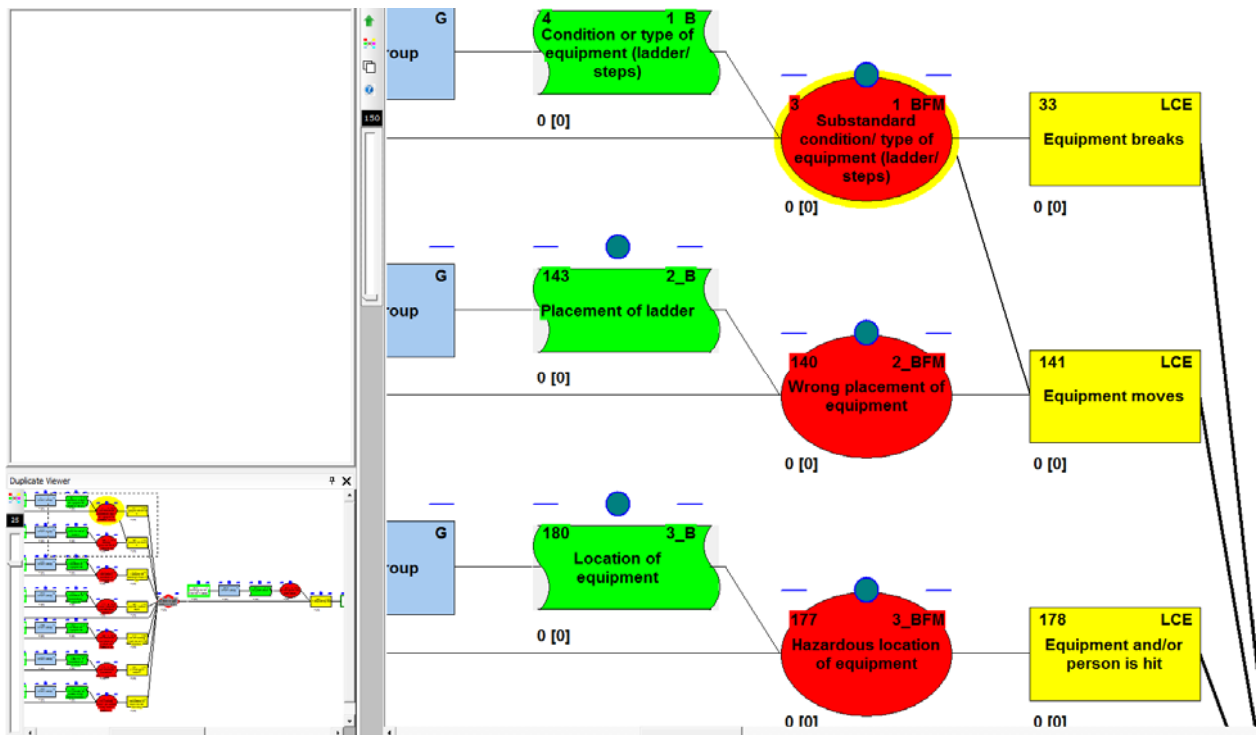 G
4 1_B
Condition or type of
equipment (ladder/
steps)
roup
0 [0]
150
3 1_BFM
Substandard
condition/ type of
equipment (ladder/
steps)
0 [0]
33 LCE
Equipment breaks
0 [0]
G
143 2_B
Placement of ladder
roup
0 [0]
140 2_BFM
Wrong placement of
equipment
0 [0]
141 LCE
Equipment moves
0 [0]
Duplicate Viewer
25
G
180 3_B
Location of
equipment
roup
0 [0]
177 3_BFM
Hazardous location
of equipment
0 [0]
178 LCE
Equipment and/or
person is hit
0 [0]